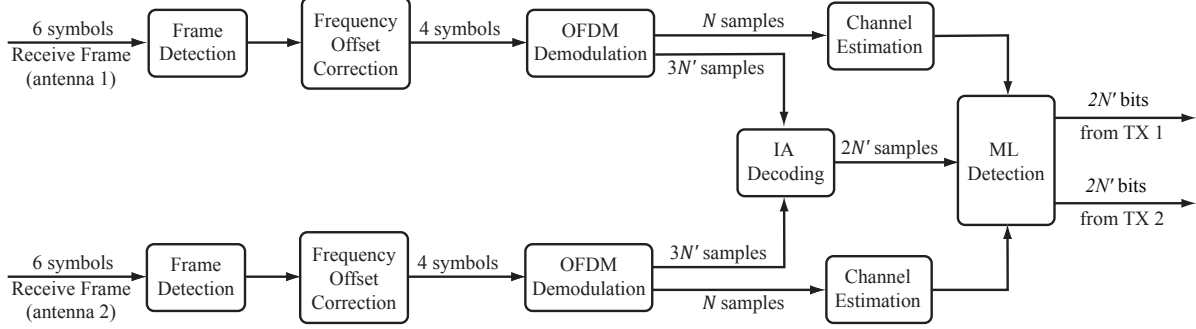 6 symbols
Receive Frame
(antenna 1)
Frame
Detection
Frequency
Offset
Correction
4 symbols
OFDM
Demodulation
N samples
3N′ samples
Channel
Estimation
IA
Decoding
2N′ samples
ML
Detection
2N′ bits
from TX 1
2N′ bits
from TX 2
6 symbols
Receive Frame
(antenna 2)
Frame
Detection
Frequency
Offset
Correction
4 symbols
OFDM
Demodulation
3N′ samples
N samples
Channel
Estimation